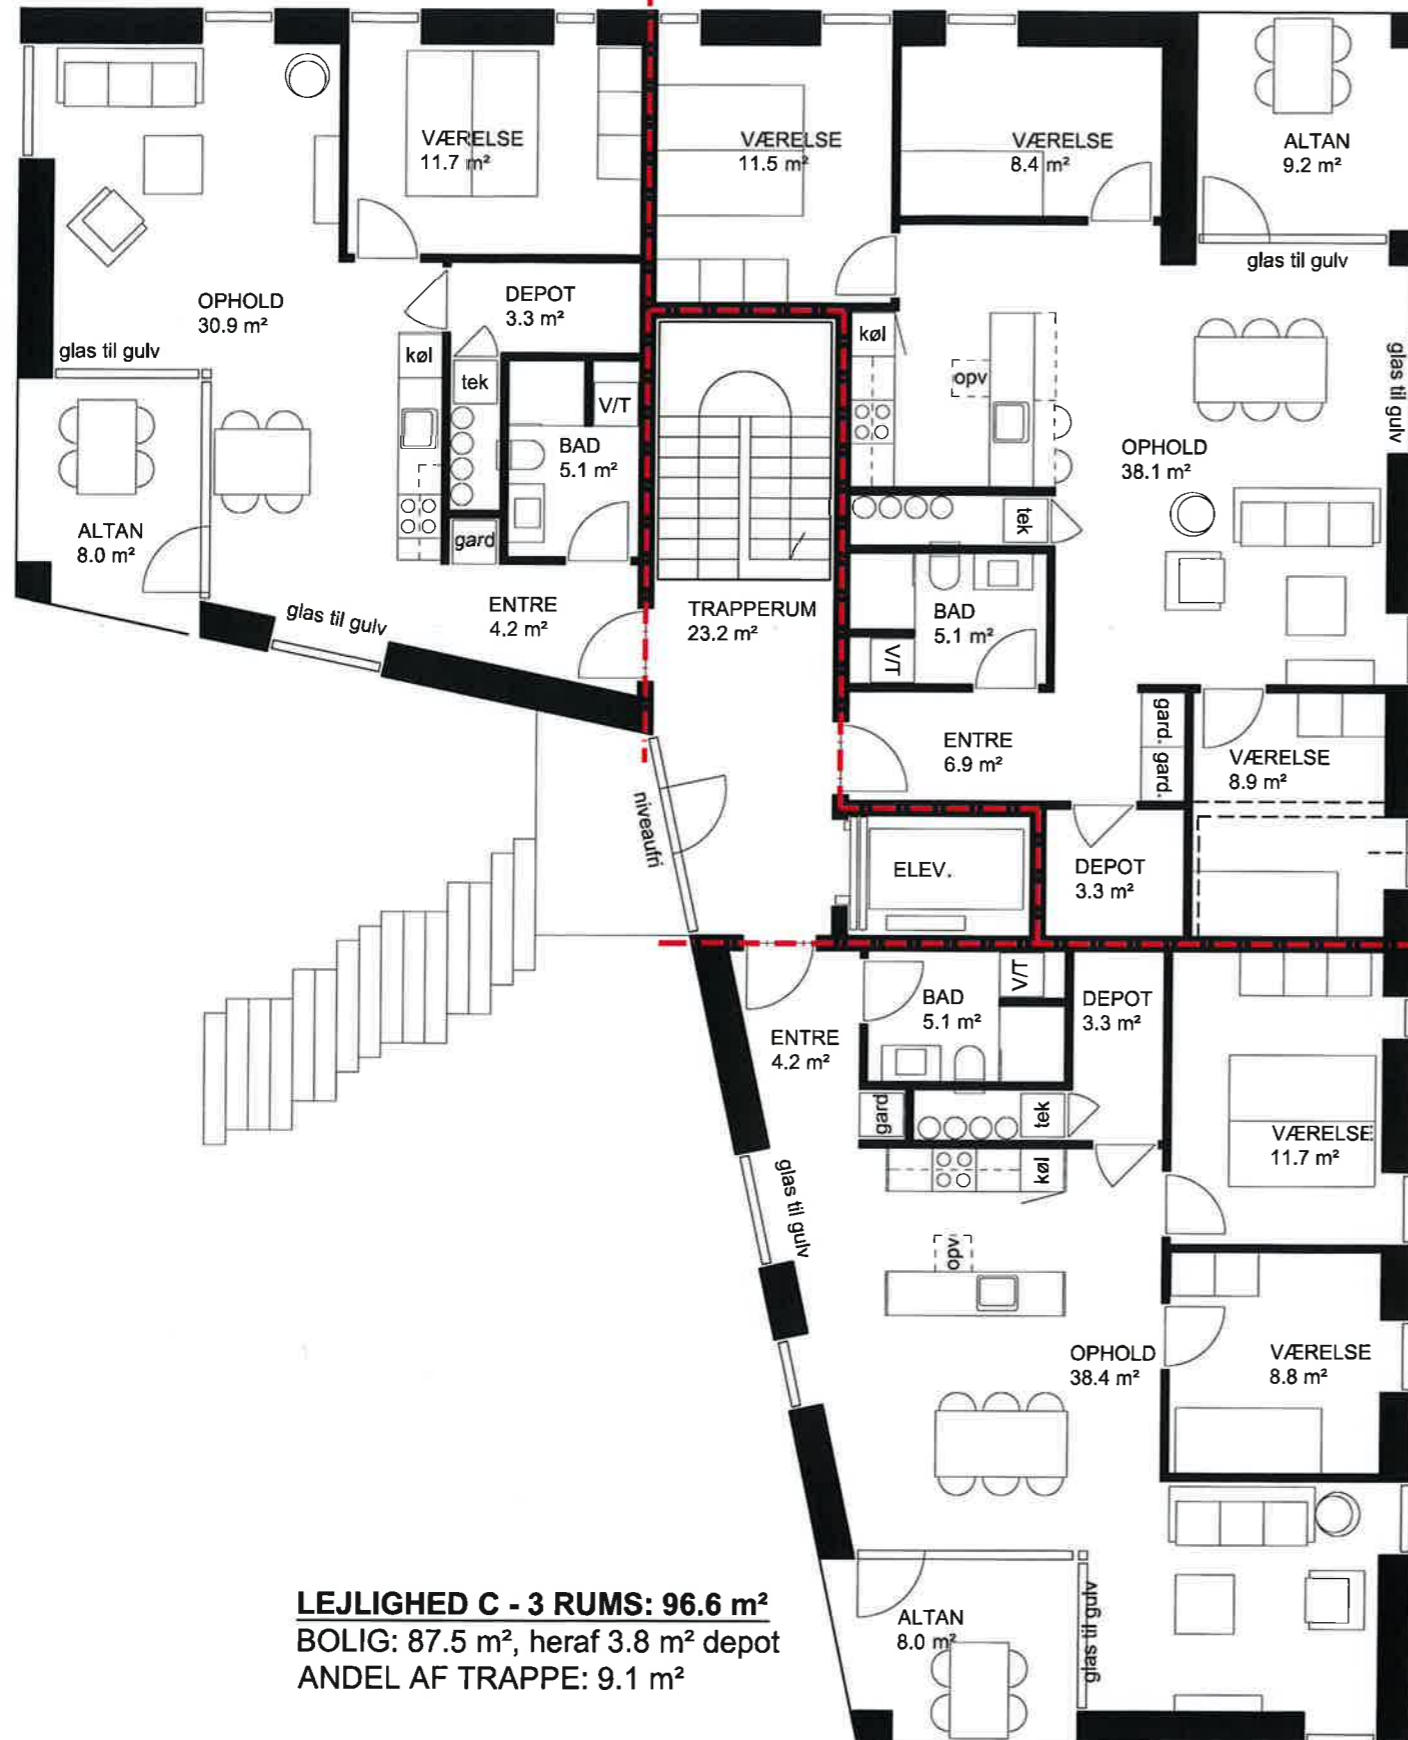 VÆRELSE
11.7 m²
VÆRELSE
11.5 m²
VÆRELSE
8.4 m²
ALTAN
9.2 m²
glas til gulv
OPHOLD
30.9 m²
DEPOT
3.3 m²
glas til gulv
køl
tek
V/T
BAD
5.1 m²
gard
ALTAN
8.0 m²
glas til gulv
ENTRE
4.2 m²
TRAPPERUM
23.2 m²
køl
opv
glas til gulv
OPHOLD
38.1 m²
tek
BAD
5.1 m²
V/T
ENTRE
6.9 m²
gard.
gard.
VÆRELSE
8.9 m²
niveaufri
ELEV.
DEPOT
3.3 m²
BAD
5.1 m²
V/T
DEPOT
3.3 m²
ENTRE
4.2 m²
gard
tek
køl
VÆRELSE
11.7 m²
glas til gulv
opv
OPHOLD
38.4 m²
VÆRELSE
8.8 m²
ALTAN
8.0 m²
glas til gulv
LEJLIGHED C - 3 RUMS: 96.6 m²
BOLIG: 87.5 m², heraf 3.8 m² depot
ANDEL AF TRAPPE: 9.1 m²